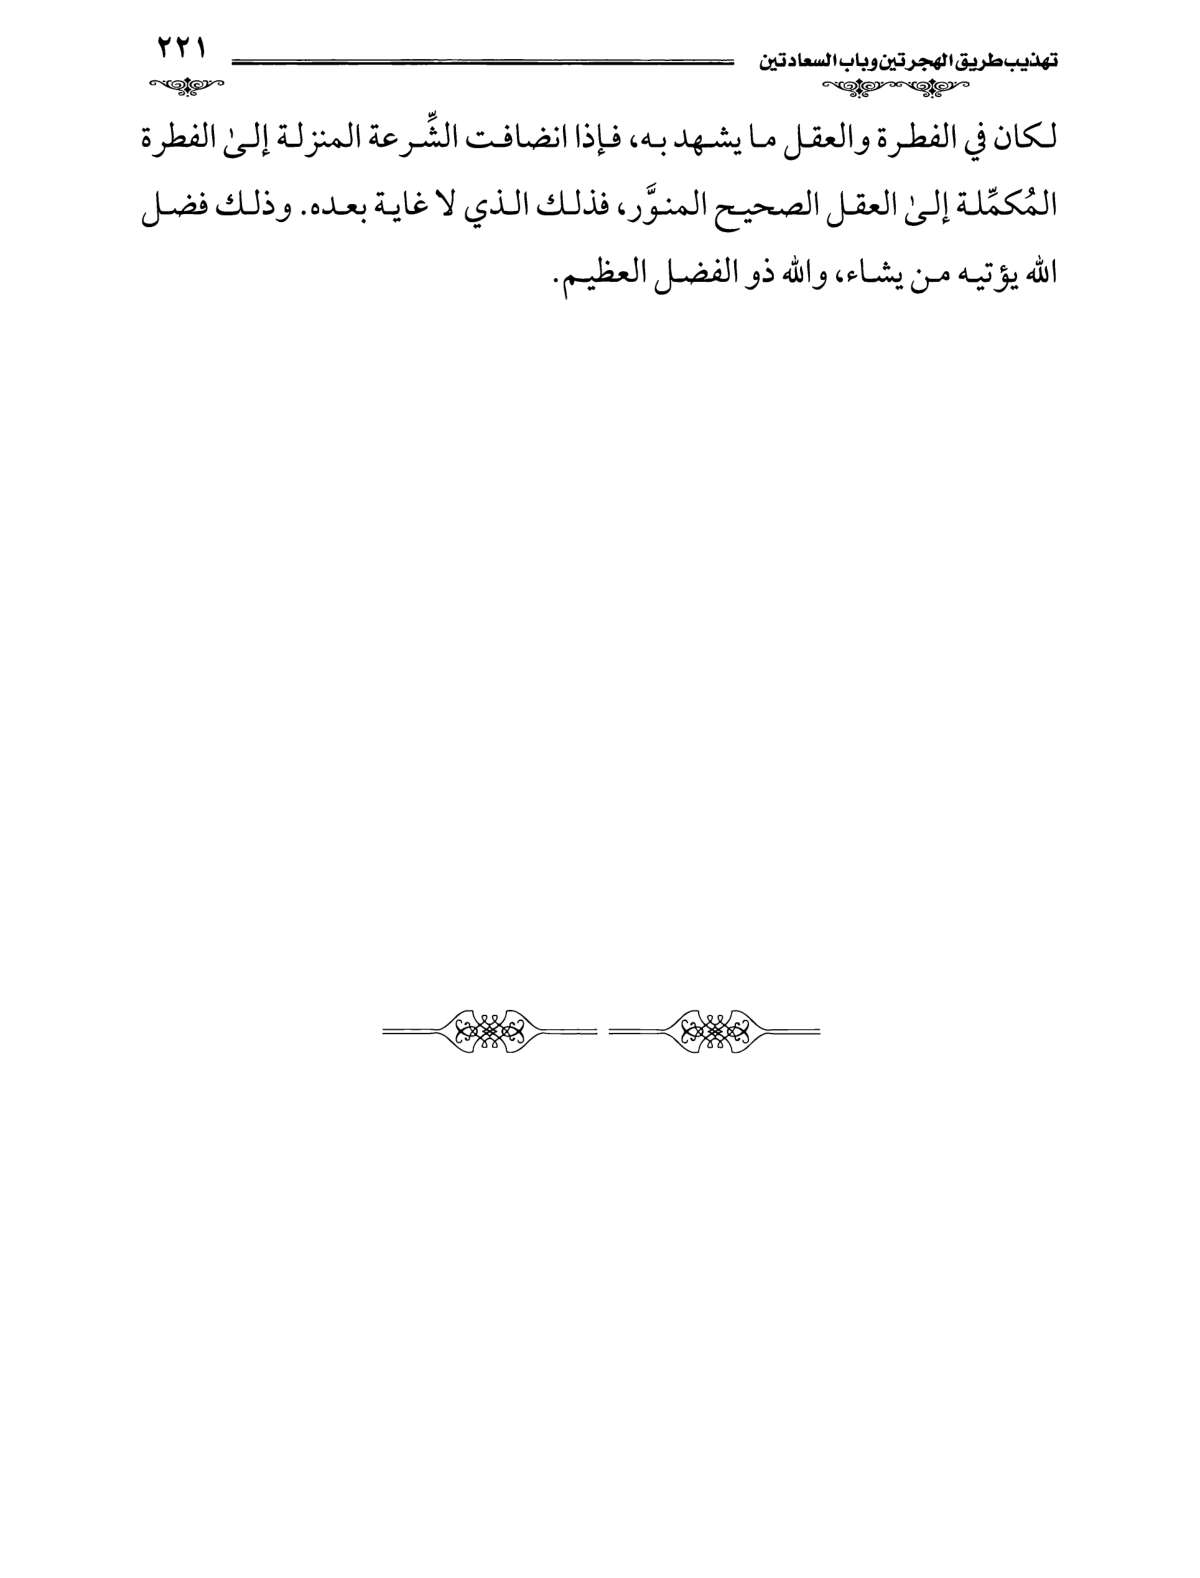 تهذيب طريق الهجرتين وباب السعادتين ٢٢١
لكان في الفطرة والعقل ما يشهد به، فإذا انضافت الشِّرعة المنزلة إلىٰ الفطرة
المُكمِّلة إلىٰ العقل الصحيح المنوَّر، فذلك الذي لا غاية بعده. وذلك فضل
الله يؤتيه من يشاء، والله ذو الفضل العظيم.